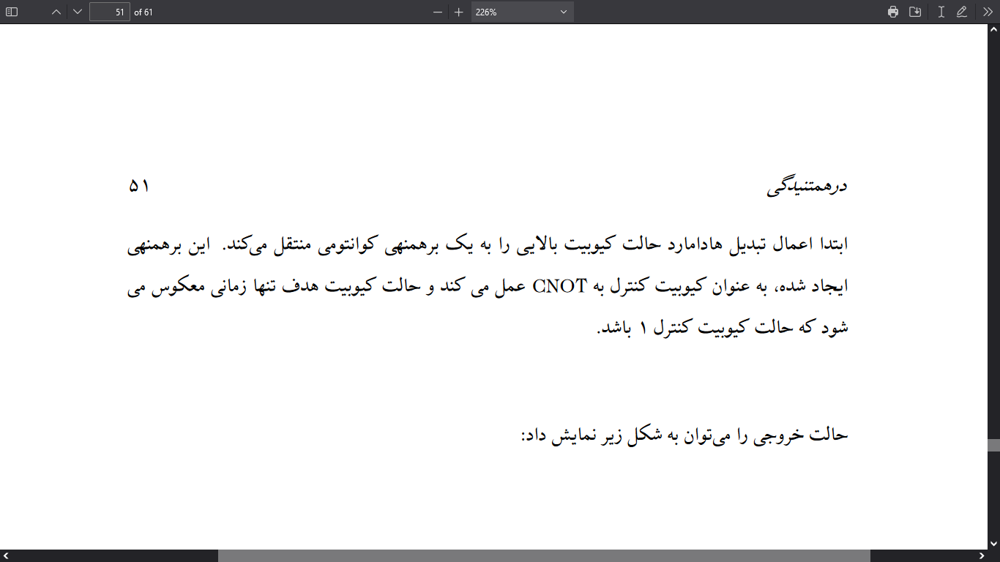 51 of 61 226%
درهمتنیدگی ۵۱
ابتدا اعمال تبدیل هادامارد حالت کیوبیت بالایی را به یک برهمنهی کوانتومی منتقل می‌کند. این برهمنهی
ایجاد شده، به عنوان کیوبیت کنترل به CNOT عمل می کند و حالت کیوبیت هدف تنها زمانی معکوس می
شود که حالت کیوبیت کنترل ۱ باشد.
حالت خروجی را می‌توان به شکل زیر نمایش داد: